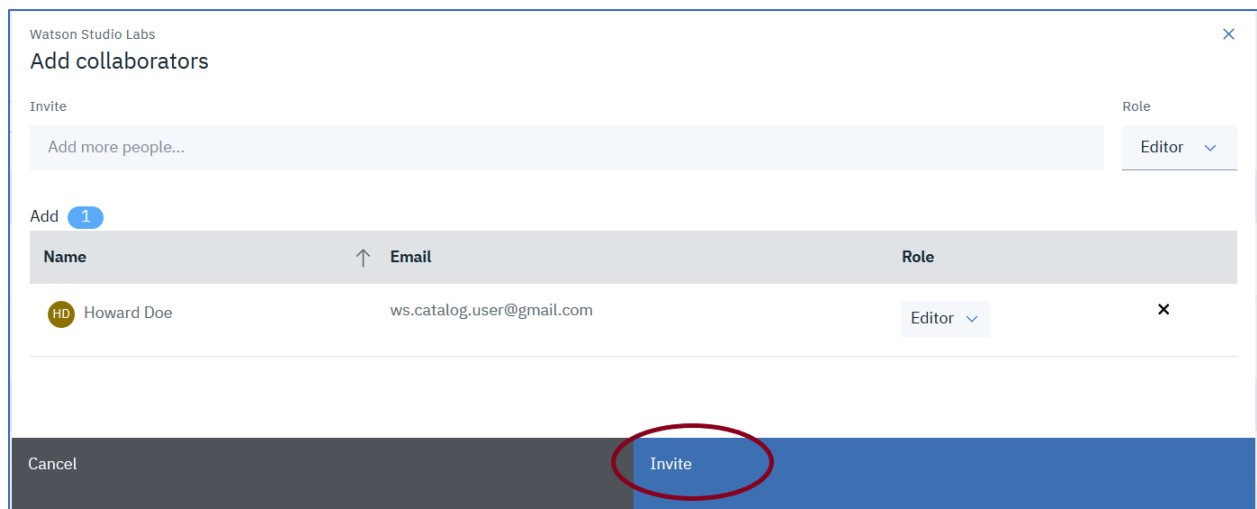 Watson Studio Labs
Add collaborators
Invite Role
Add more people... Editor
Add 1
Name Email Role
HD Howard Doe ws.catalog.user@gmail.com Editor
Cancel Invite